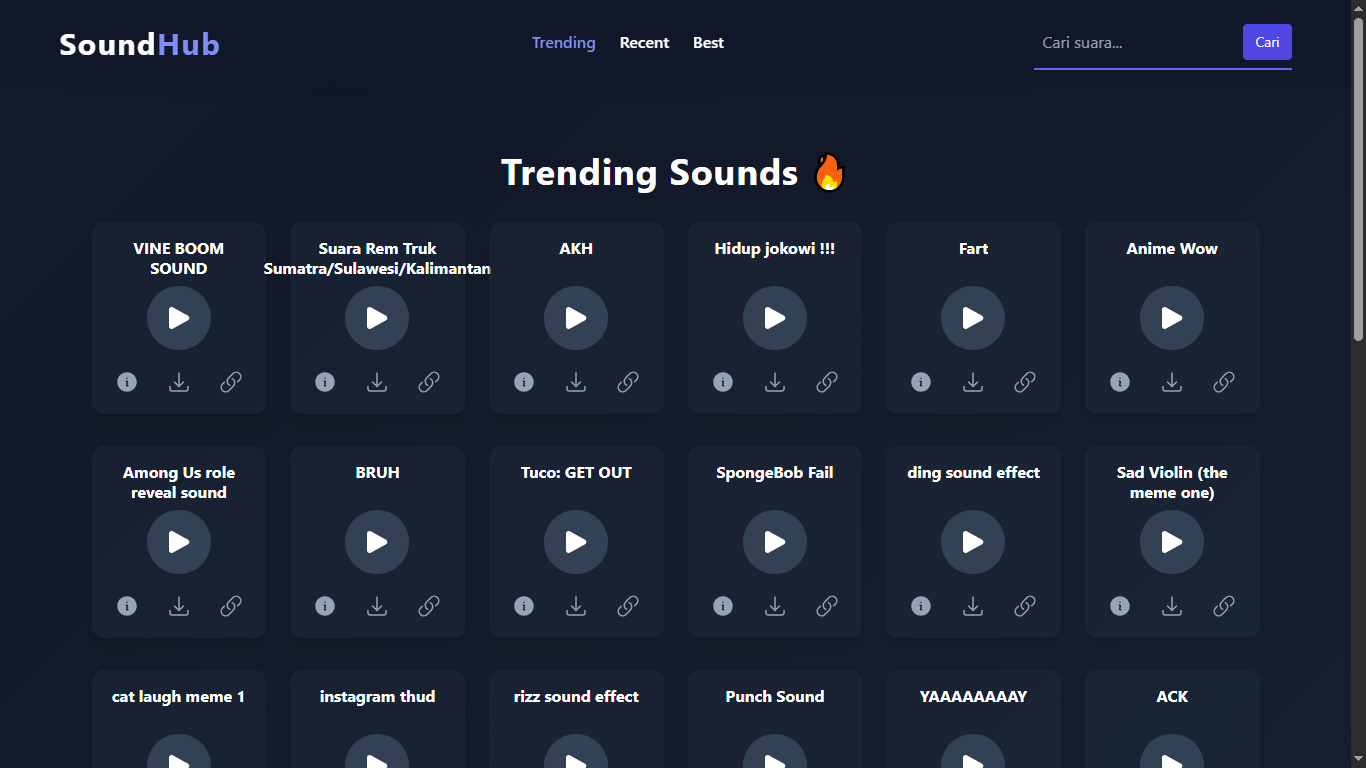 SoundHub
Trending
Recent
Best
Cari suara...
Cari
Trending Sounds 🔥
VINE BOOM
SOUND
Suara Rem Truk
Sumatra/Sulawesi/Kalimantan
AKH
Hidup jokowi !!!
Fart
Anime Wow
Among Us role
reveal sound
BRUH
Tuco: GET OUT
SpongeBob Fail
ding sound effect
Sad Violin (the
meme one)
cat laugh meme 1
instagram thud
rizz sound effect
Punch Sound
YAAAAAAAAY
ACK